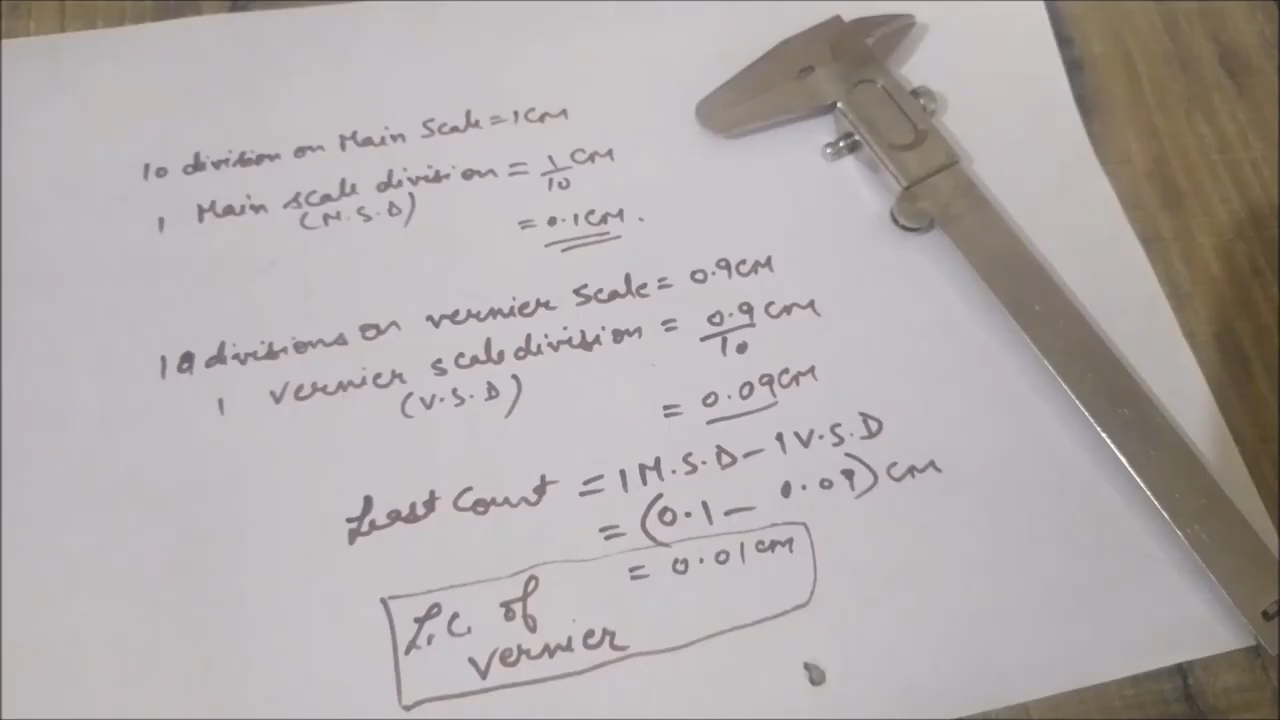 10 division on Main Scale = 1CM
1 Main scale division = 1/10 CM
(M.S.D)
= 0.1CM.
10 divisions on vernier Scale = 0.9CM
1 vernier scale division = 0.9/10 CM
(V.S.D)
= 0.09CM
Least Count = 1 M.S.D - 1 V.S.D
= (0.1 - 0.09) CM
= 0.01CM
L.C. of
vernier